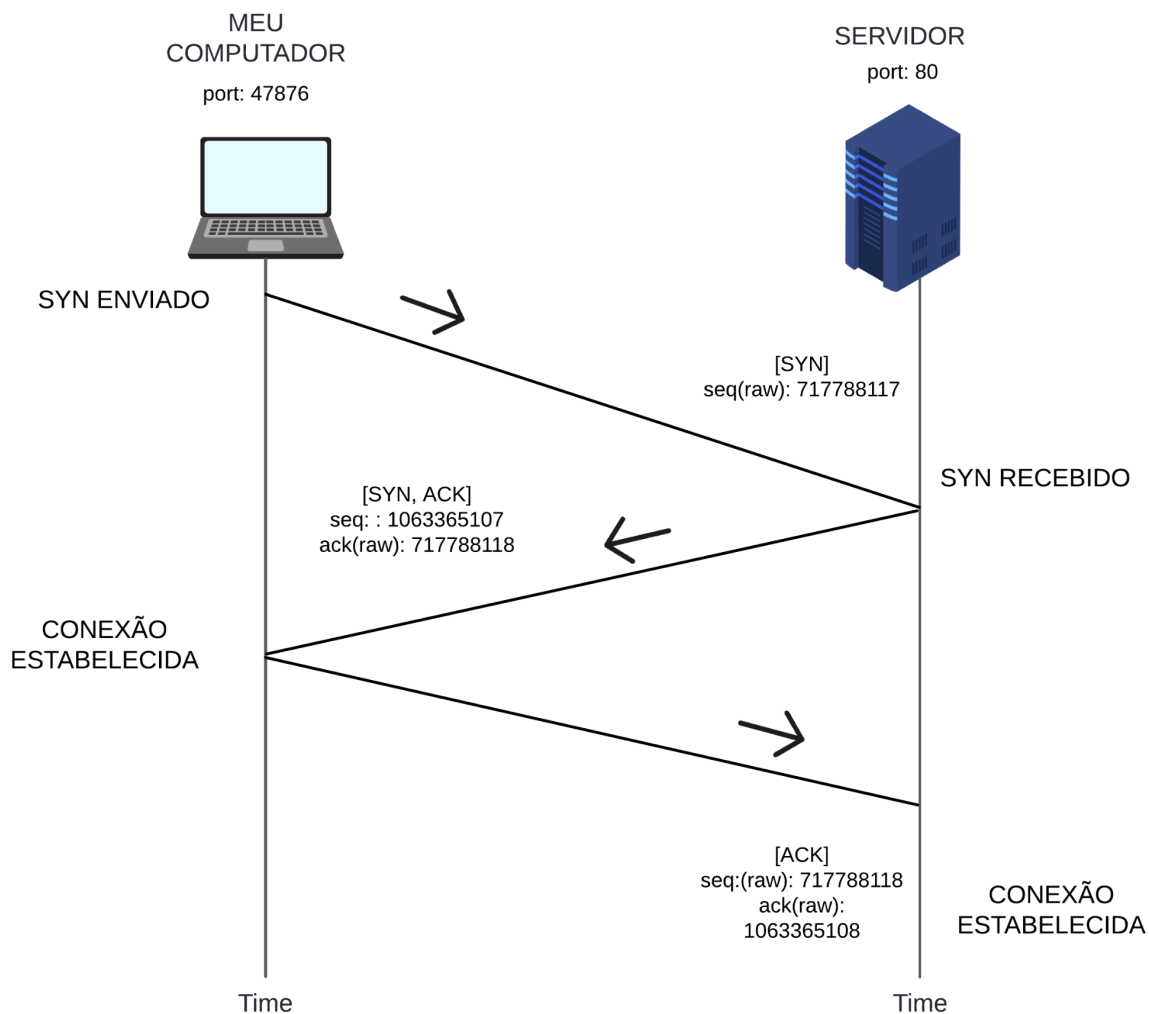 MEU
COMPUTADOR
port: 47876
SERVIDOR
port: 80
SYN ENVIADO
[SYN]
seq(raw): 717788117
SYN RECEBIDO
[SYN, ACK]
seq: : 1063365107
ack(raw): 717788118
CONEXÃO
ESTABELECIDA
[ACK]
seq:(raw): 717788118
ack(raw):
1063365108
CONEXÃO
ESTABELECIDA
Time
Time